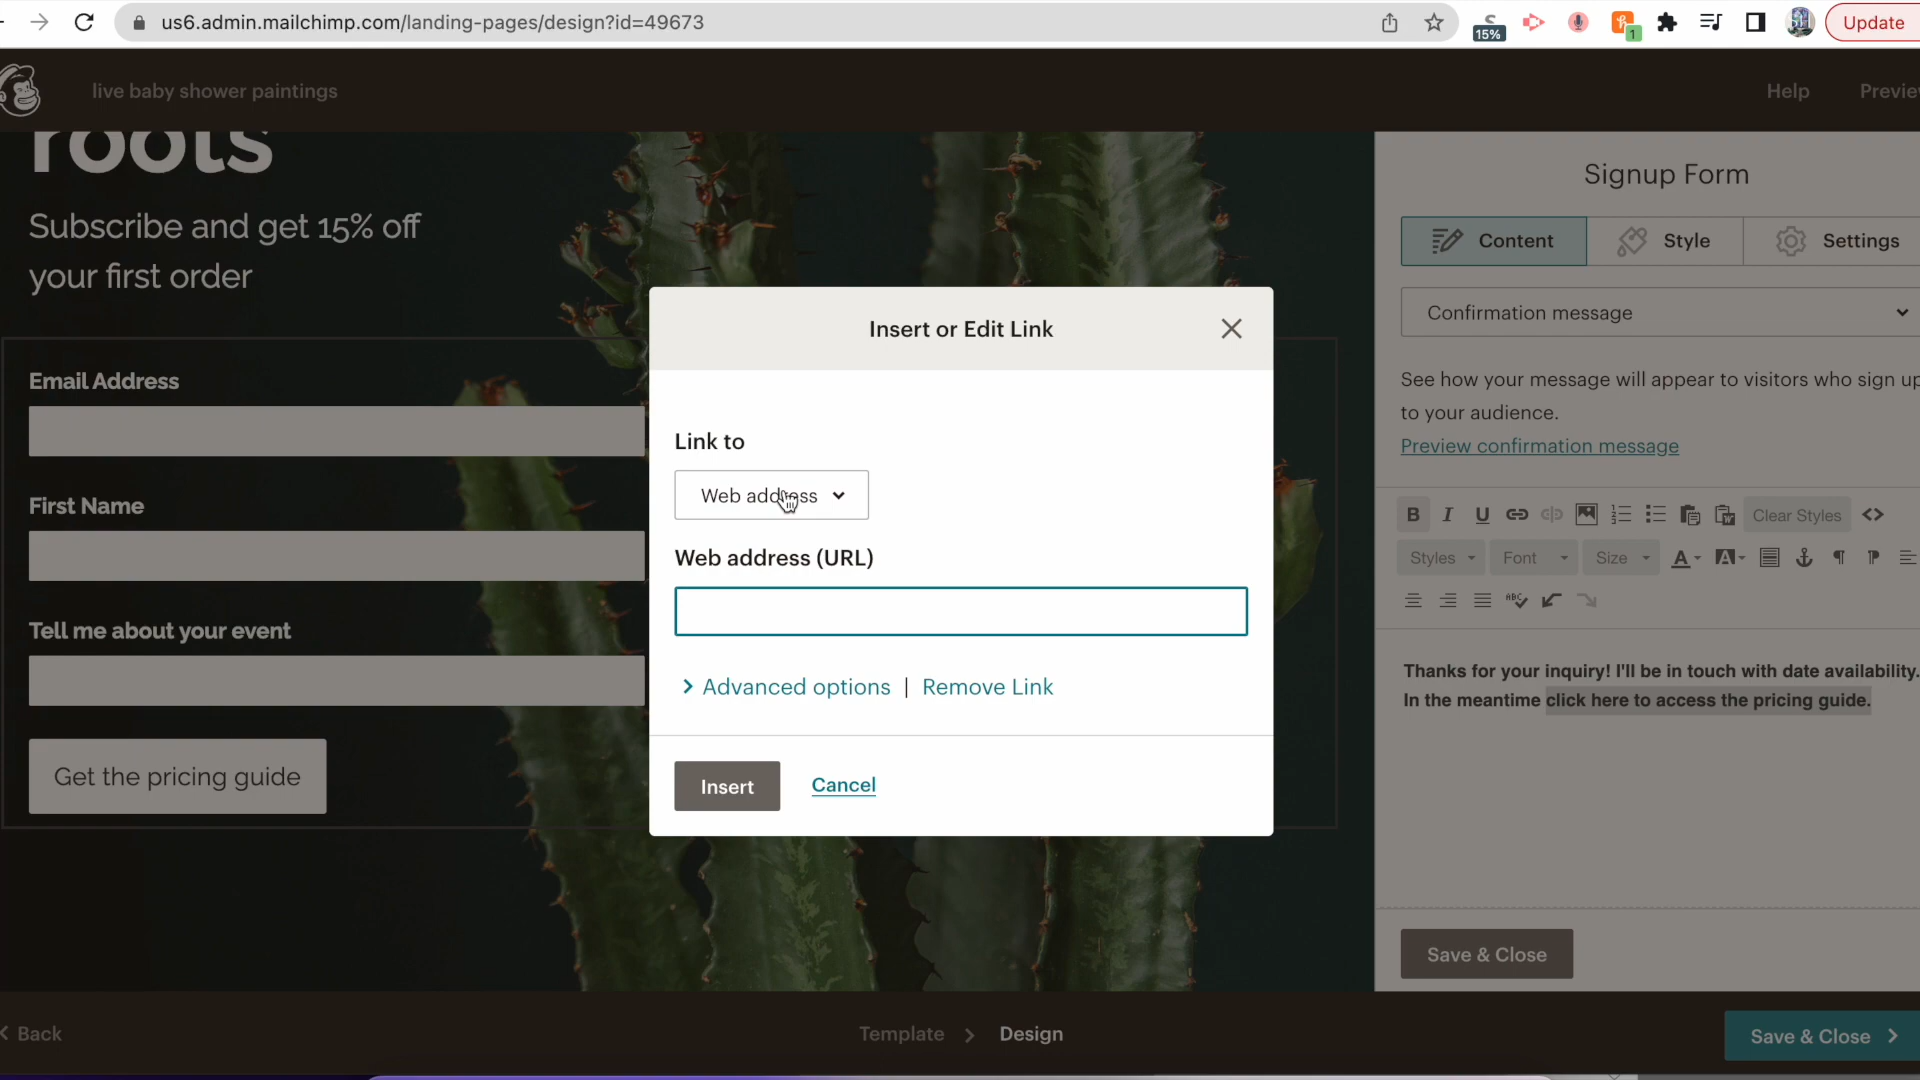 us6.admin.mailchimp.com/landing-pages/design?id=49673
15%
1
Update
live baby shower paintings
Help
Preview
roots
Subscribe and get 15% off
your first order
Email Address
First Name
Tell me about your event
Get the pricing guide
Insert or Edit Link
Link to
Web address
Web address (URL)
Advanced options | Remove Link
Insert
Cancel
Signup Form
Content
Style
Settings
Confirmation message
See how your message will appear to visitors who sign up
to your audience.
Preview confirmation message
B I U Clear Styles
Styles Font Size A A
ABC
Thanks for your inquiry! I'll be in touch with date availability.
In the meantime click here to access the pricing guide.
Save & Close
Back
Template > Design
Save & Close